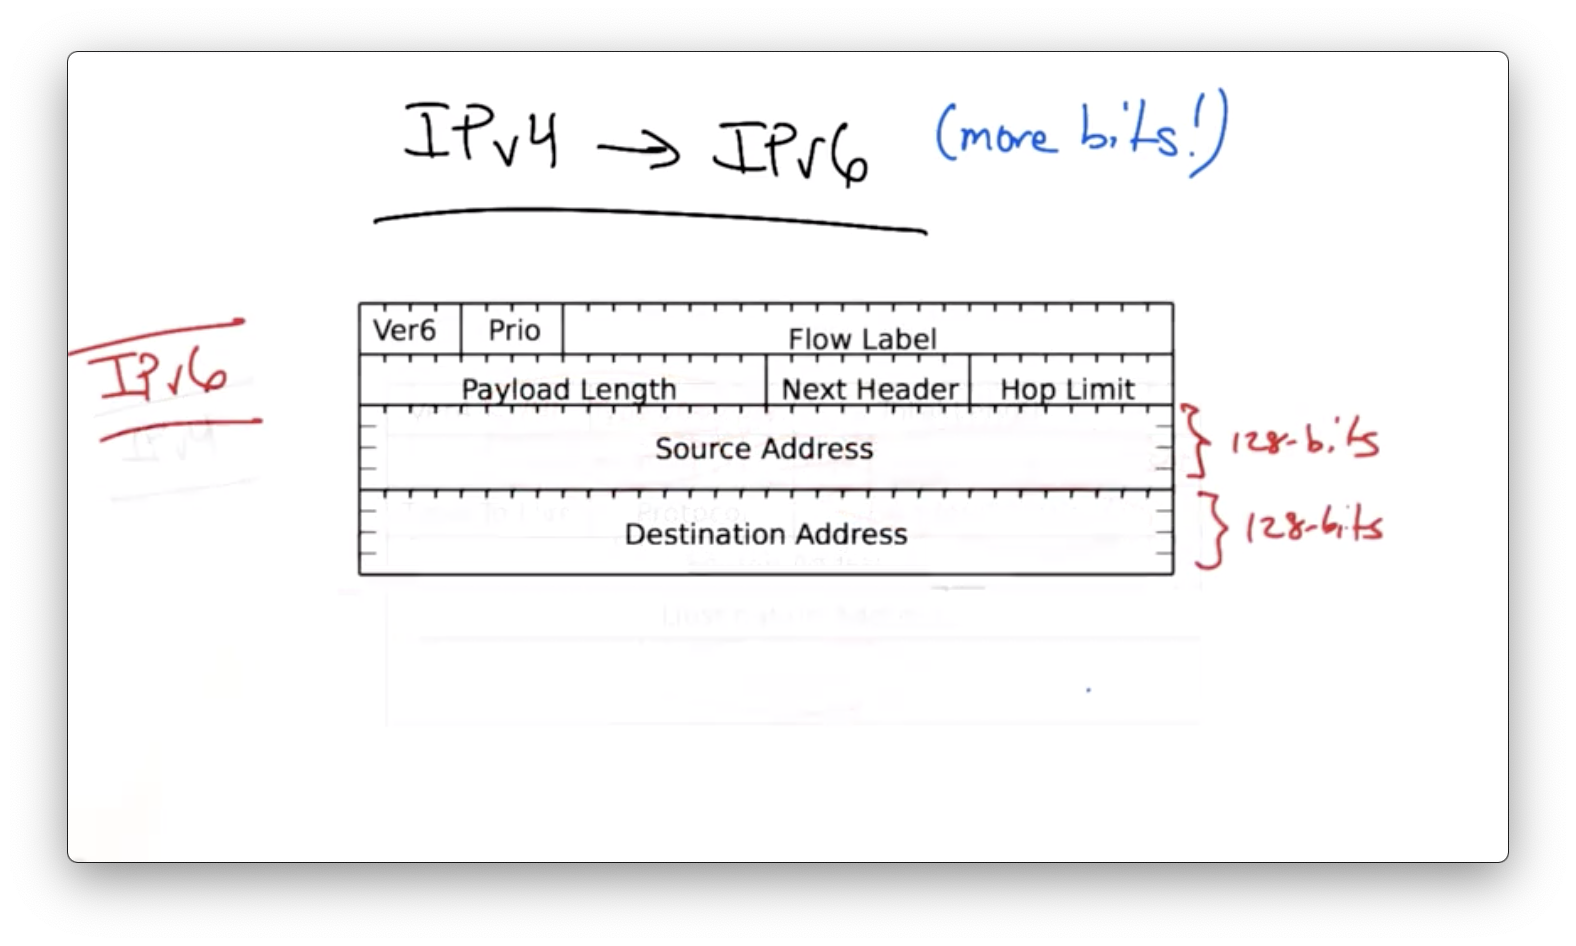 IPv4 → IPv6 (more bits!)
IPv6
Ver6 Prio Flow Label
Payload Length Next Header Hop Limit
Source Address 128-bits
Destination Address 128-bits